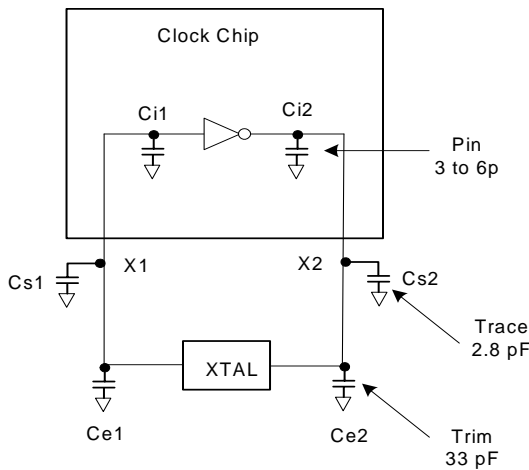 Clock Chip
Ci1
Ci2
Pin
3 to 6p
X1
X2
Cs1
Cs2
Trace
2.8 pF
XTAL
Ce1
Ce2
Trim
33 pF